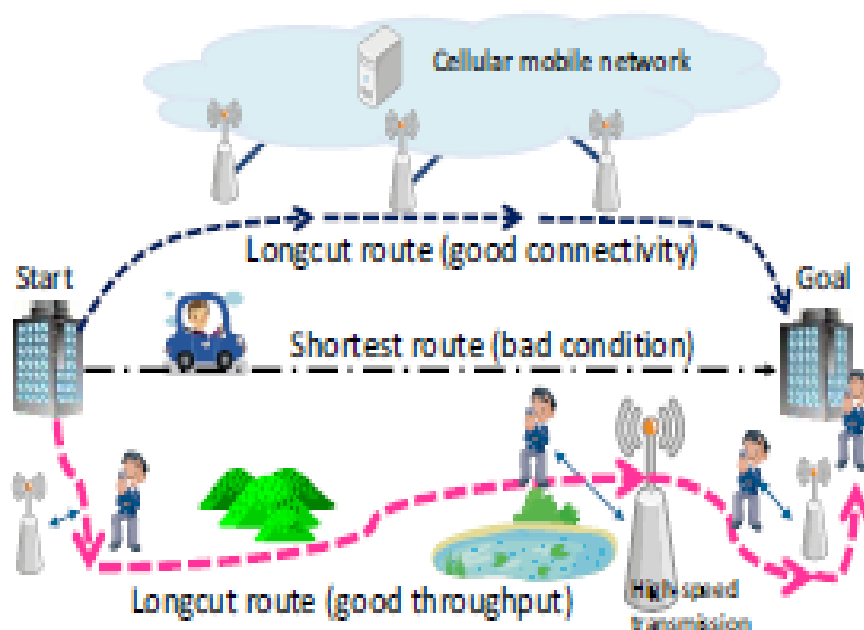 Cellular mobile network
Longcut route (good connectivity)
Start
Goal
Shortest route (bad condition)
Longcut route (good throughput)
High-speed
transmission